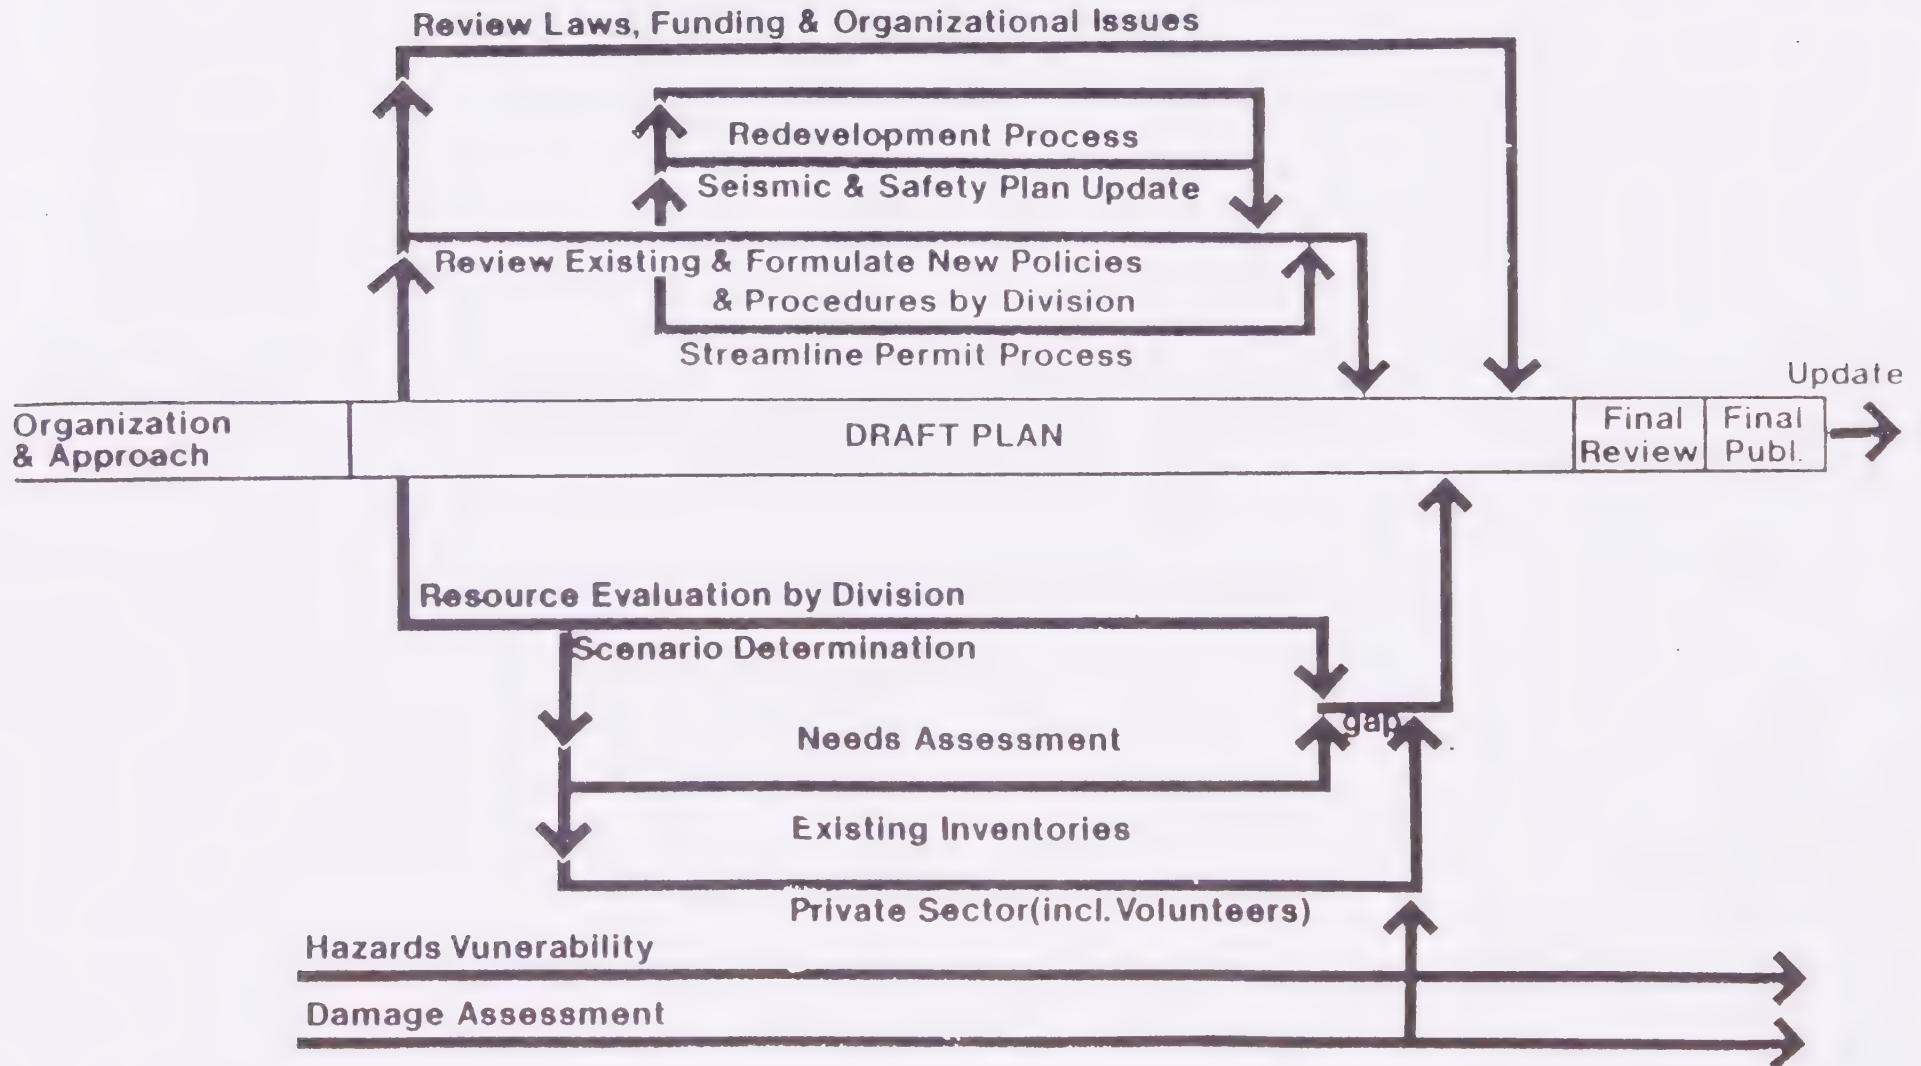 Review Laws, Funding & Organizational Issues
Redevelopment Process
Seismic & Safety Plan Update
Review Existing & Formulate New Policies
& Procedures by Division
Streamline Permit Process
Update
Organization
& Approach
DRAFT PLAN
Final
Review
Final
Publ.
Resource Evaluation by Division
Scenario Determination
gap
Needs Assessment
Existing Inventories
Private Sector(incl. Volunteers)
Hazards Vunerability
Damage Assessment